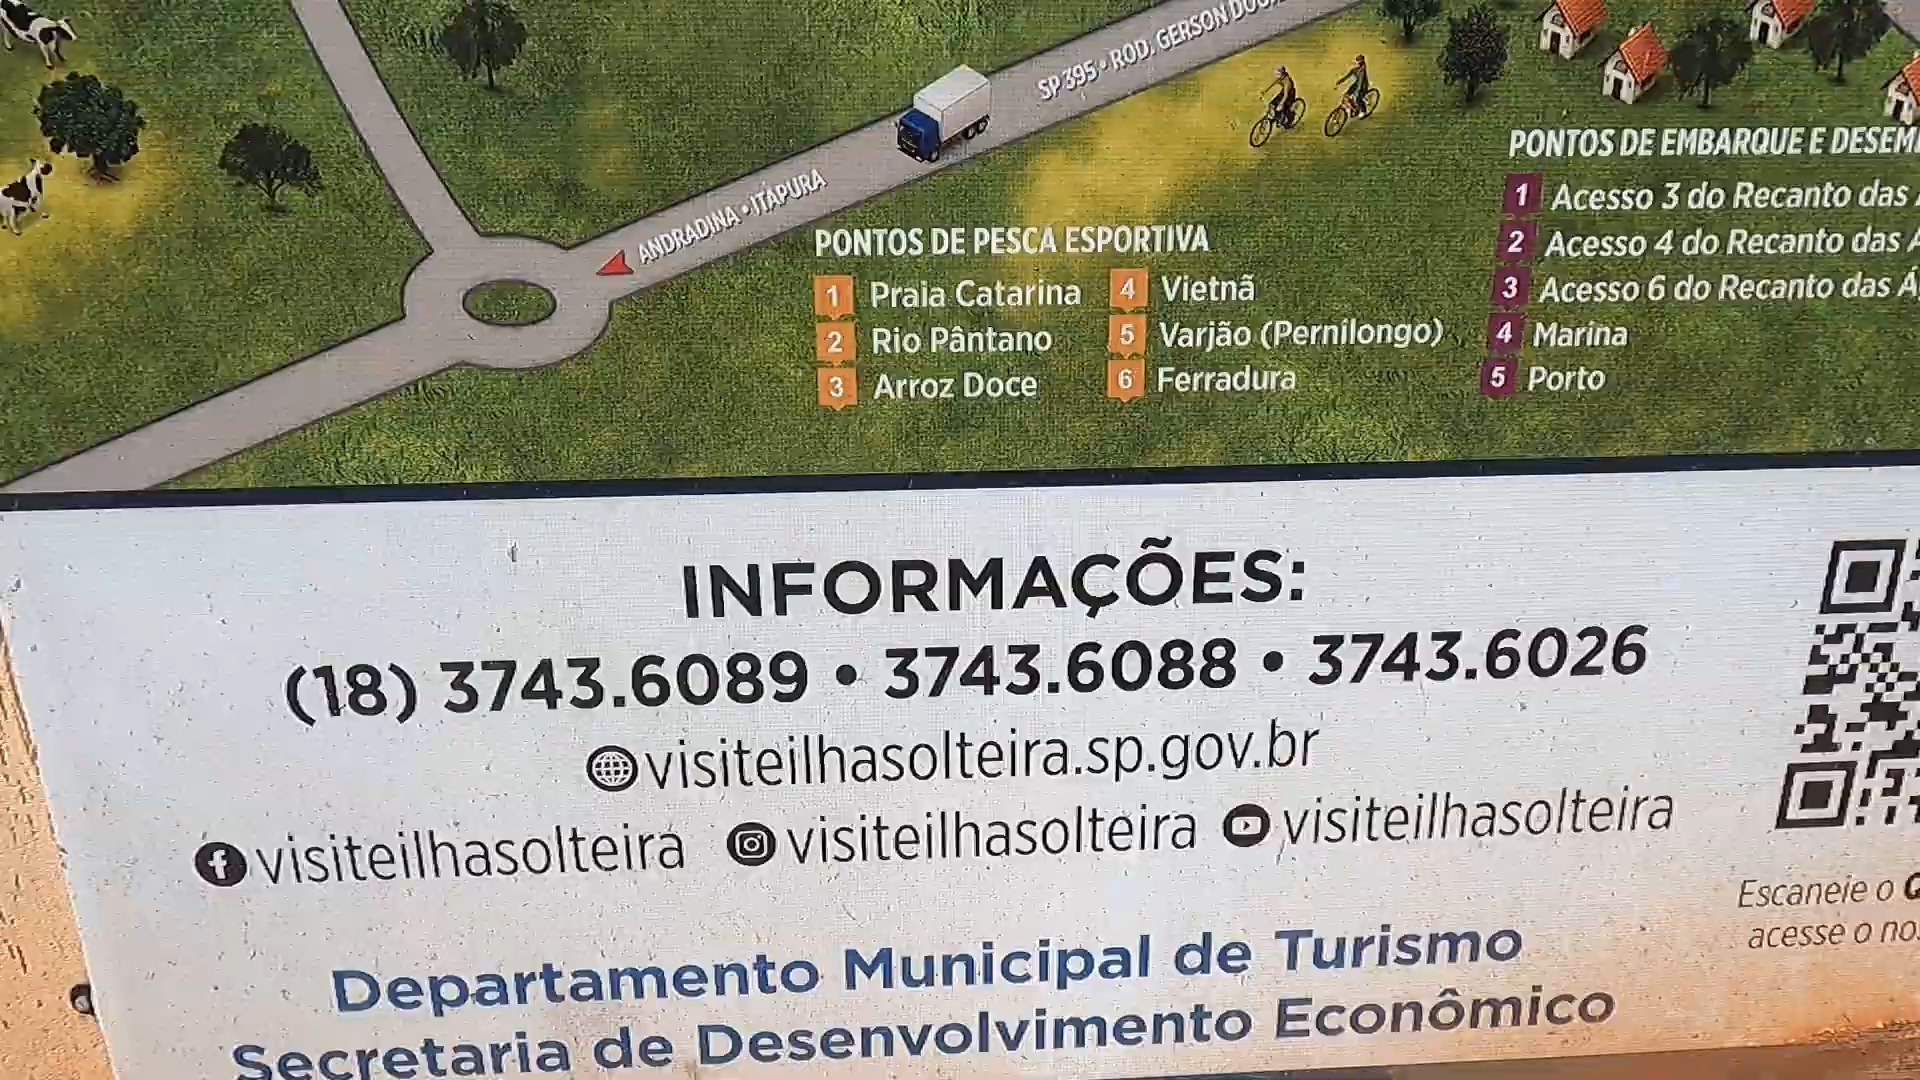 SP 395 • ROD. GERSON
ANDRADINA • ITAPURA
PONTOS DE PESCA ESPORTIVA
1 Praia Catarina
2 Rio Pântano
3 Arroz Doce
4 Vietnã
5 Varjão (Pernilongo)
6 Ferradura
PONTOS DE EMBARQUE E
1 Acesso 3 do Recanto das
2 Acesso 4 do Recanto das
3 Acesso 6 do Recanto das
4 Marina
5 Porto
INFORMAÇÕES:
(18) 3743.6089 • 3743.6088 • 3743.6026
visiteilhasolteira.sp.gov.br
visiteilhasolteira visiteilhasolteira visiteilhasolteira
Escaneie o
acesse o
Departamento Municipal de Turismo
Secretaria de Desenvolvimento Econômico